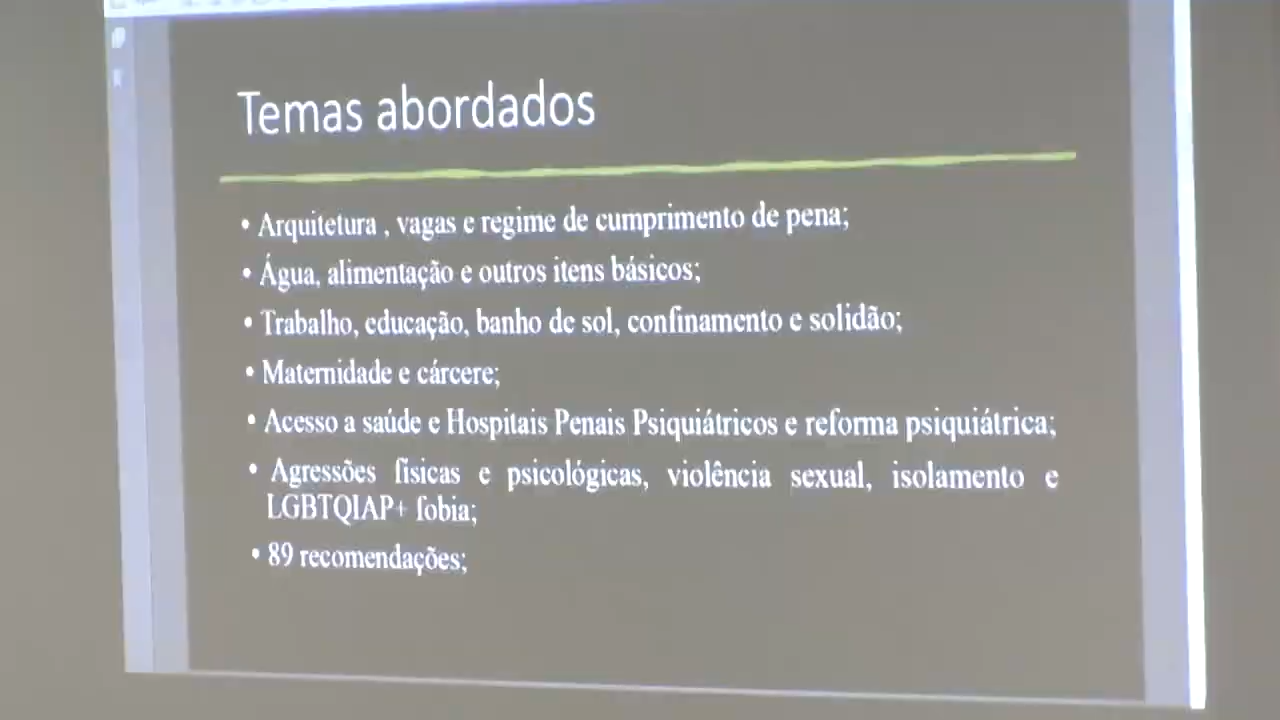 Temas abordados
• Arquitetura , vagas e regime de cumprimento de pena;
• Água, alimentação e outros itens básicos;
• Trabalho, educação, banho de sol, confinamento e solidão;
• Maternidade e cárcere;
• Acesso a saúde e Hospitais Penais Psiquiátricos e reforma psiquiátrica;
• Agressões físicas e psicológicas, violência sexual, isolamento e
LGBTQIAP+ fobia;
• 89 recomendações;